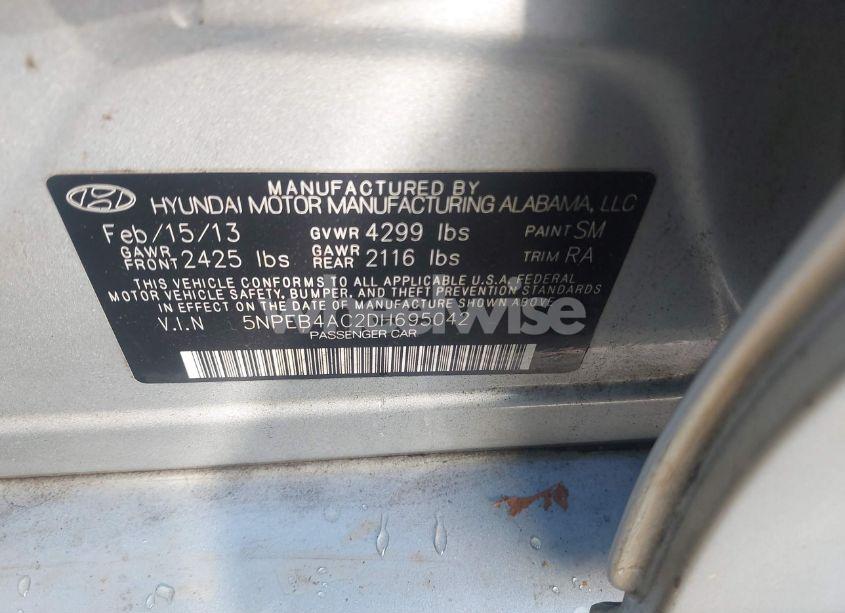 MANUFACTURED BY
HYUNDAI MOTOR MANUFACTURING ALABAMA, LLC
Feb/15/13 GVWR 4299 lbs PAINT SM
GAWR FRONT 2425 lbs GAWR REAR 2116 lbs TRIM RA
THIS VEHICLE CONFORMS TO ALL APPLICABLE U.S.A. FEDERAL
MOTOR VEHICLE SAFETY, BUMPER, AND THEFT PREVENTION STANDARDS
IN EFFECT ON THE DATE OF MANUFACTURE SHOWN ABOVE.
V.I.N 5NPEB4AC2DH695042
PASSENGER CAR